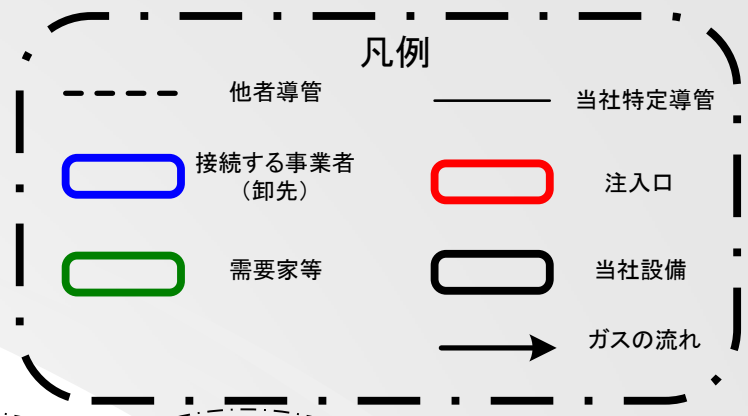 凡例
他者導管
当社特定導管
接続する事業者
（卸先）
注入口
需要家等
当社設備
ガスの流れ